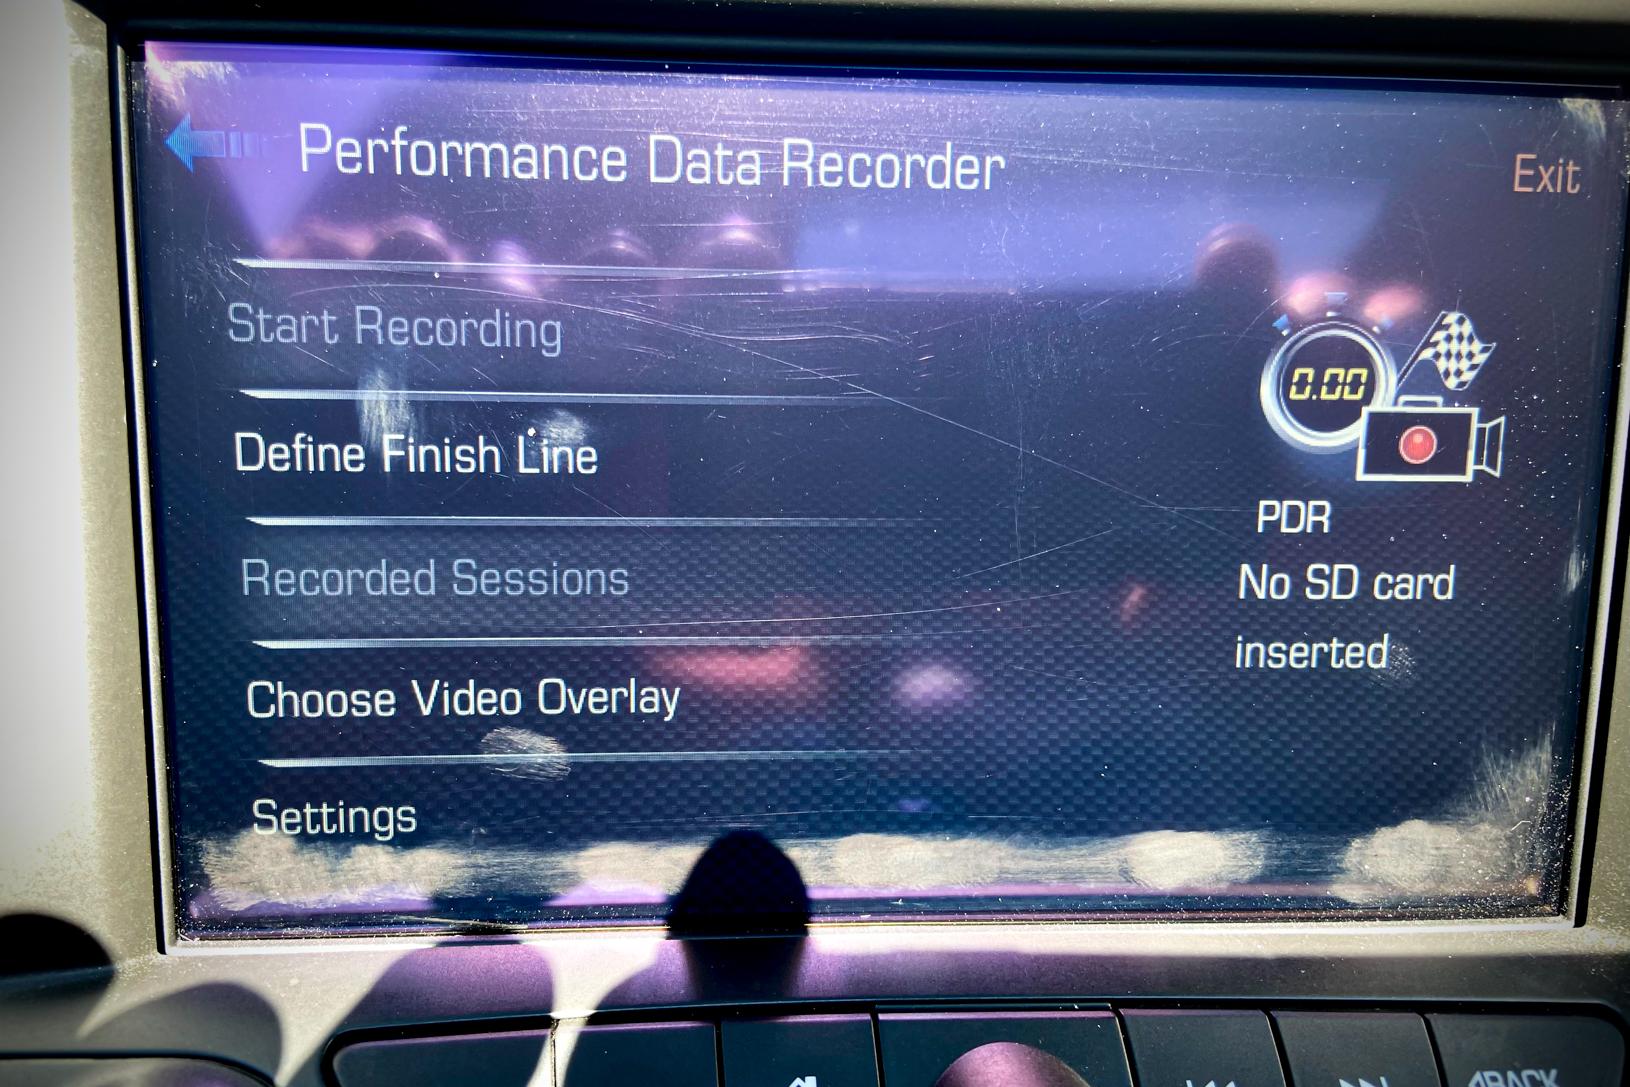 Performance Data Recorder
Exit
Start Recording
Define Finish Line
Recorded Sessions
Choose Video Overlay
Settings
0.00
PDR
No SD card
inserted
BACK